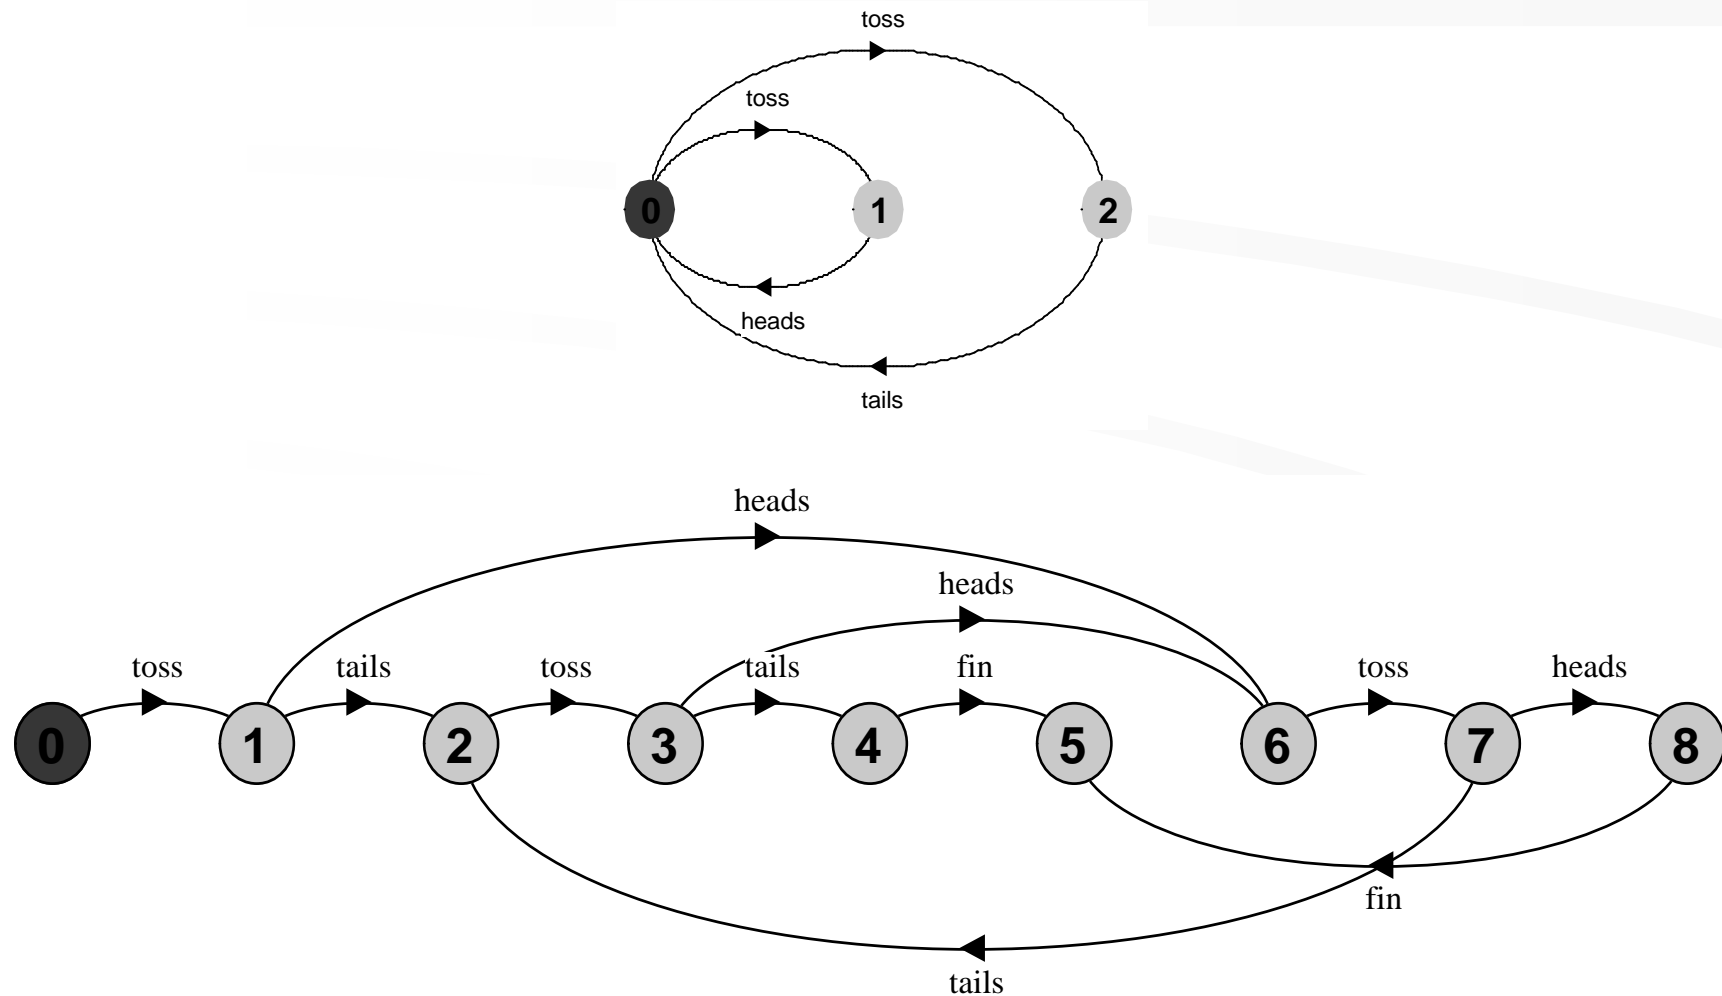 toss
toss
0 1 2
heads
tails
heads
heads
toss tails toss tails fin toss heads
0 1 2 3 4 5 6 7 8
fin
tails